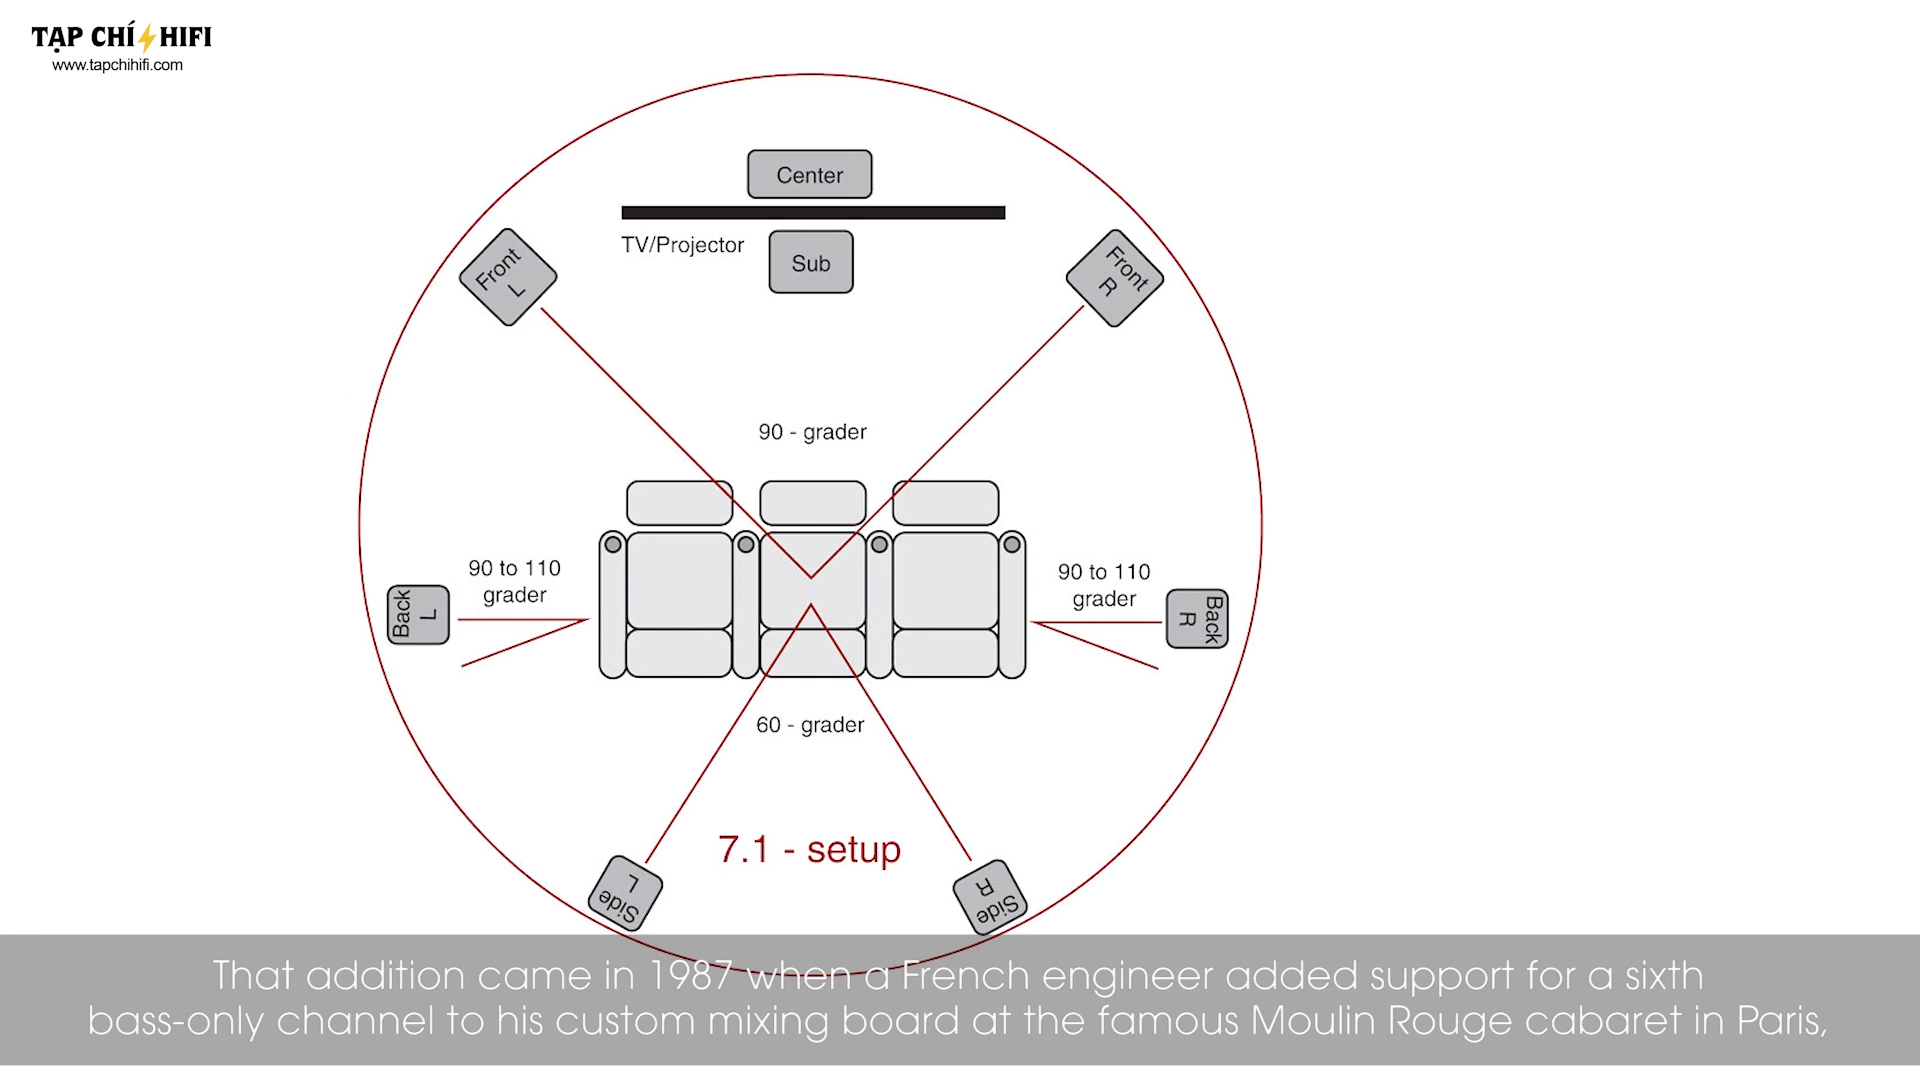 TẠP CHÍ HIFI
www.tapchihifi.com
Center
TV/Projector
Sub
Front
L
Front
R
90 - grader
90 to 110
grader
90 to 110
grader
Back
L
Back
R
60 - grader
7.1 - setup
Side
L
Side
R
That addition came in 1987 when a French engineer added support for a sixth
bass-only channel to his custom mixing board at the famous Moulin Rouge cabaret in Paris,